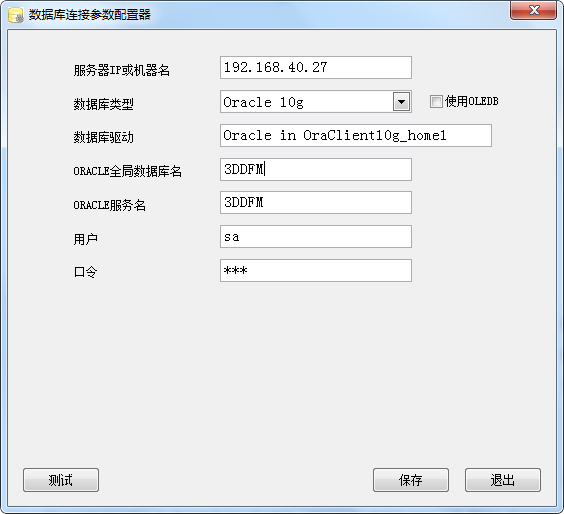 数据库连接参数配置器
服务器IP或机器名 192.168.40.27
数据库类型 Oracle 10g 使用OLEDB
数据库驱动 Oracle in OraClient10g_home1
ORACLE全局数据库名 3DDFM
ORACLE服务名 3DDFM
用户 sa
口令 ***
测试 保存 退出